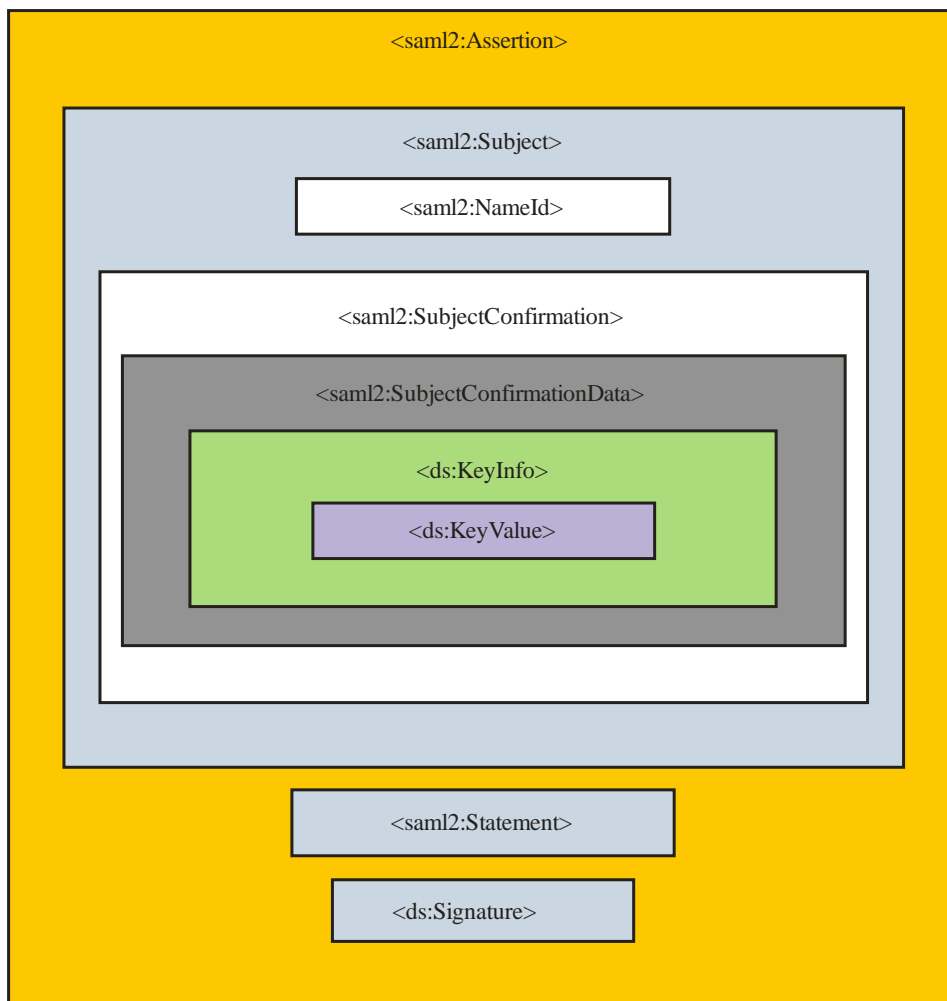 <saml2:Assertion>
<saml2:Subject>
<saml2:NameId>
<saml2:SubjectConfirmation>
<saml2:SubjectConfirmationData>
<ds:KeyInfo>
<ds:KeyValue>
<saml2:Statement>
<ds:Signature>